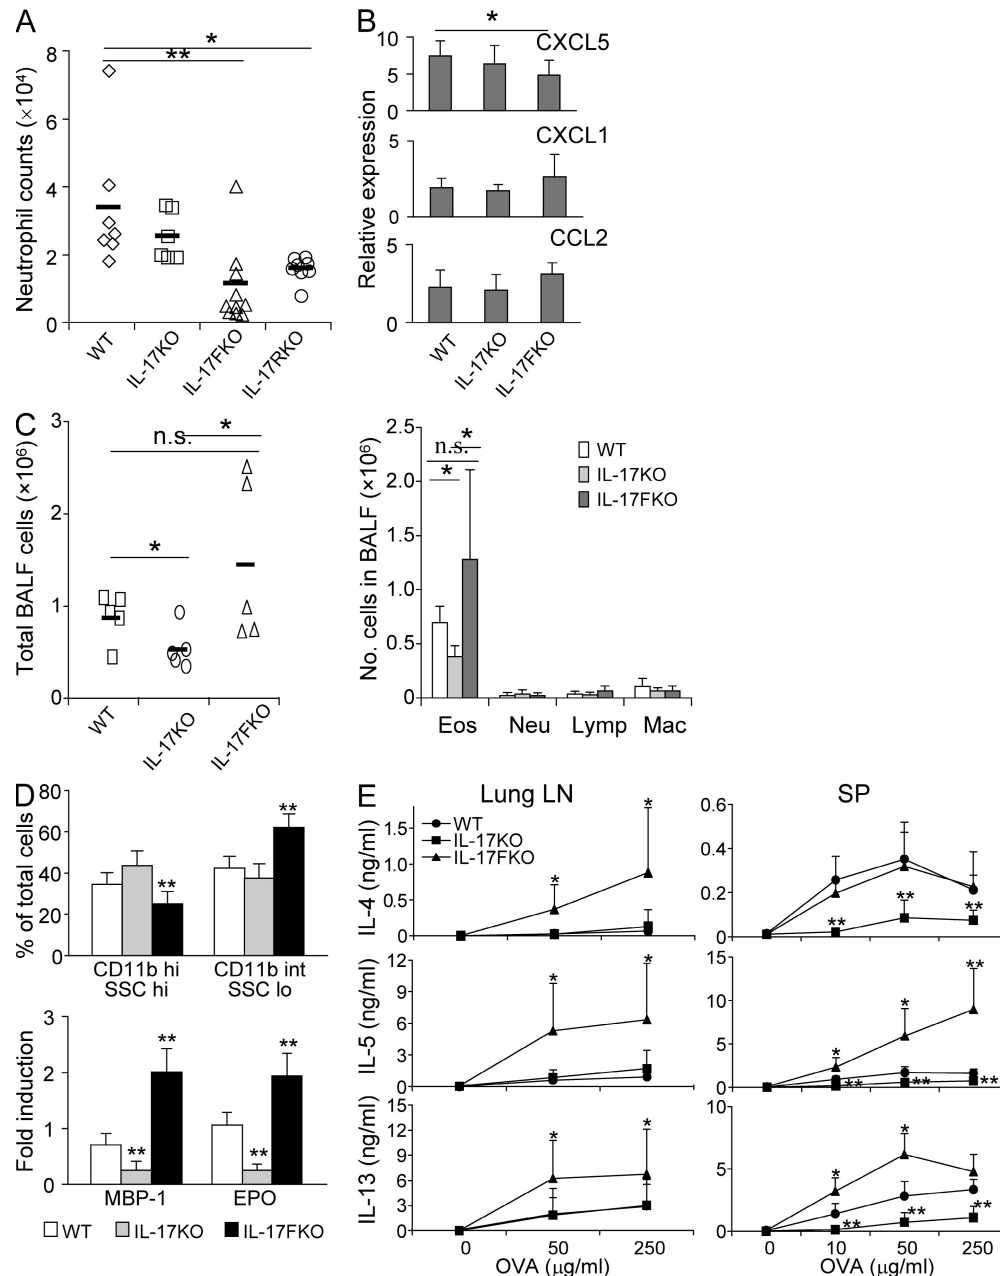 A
* 
**
8
6
4
2
0
Neutrophil counts (×10⁴)
WT
IL-17KO
IL-17FKO
IL-17RKO
B
*
CXCL5
10
5
0
CXCL1
5
0
CCL2
5
0
Relative expression
WT
IL-17KO
IL-17FKO
C
3
2
1
0
Total BALF cells (×10⁶)
*
n.s.
*
WT
IL-17KO
IL-17FKO
2.5
2.0
1.5
1.0
0.5
0
No. cells in BALF (×10⁶)
*
n.s.
*
WT
IL-17KO
IL-17FKO
Eos
Neu
Lymp
Mac
D
80
60
40
20
0
% of total cells
**
**
CD11b hi
SSC hi
CD11b int
SSC lo
3
2
1
0
Fold induction
**
**
**
**
MBP-1
EPO
WT
IL-17KO
IL-17FKO
E
Lung LN
SP
WT
IL-17KO
IL-17FKO
IL-4 (ng/ml)
1.5
1.0
0.5
0
*
*
0.6
0.4
0.2
0
**
**
**
IL-5 (ng/ml)
12
9
6
3
0
*
*
15
10
5
0
*
*
**
**
**
**
IL-13 (ng/ml)
15
12
9
6
3
0
*
*
10
5
0
*
*
**
**
**
0
50
250
OVA (µg/ml)
0
10
50
250
OVA (µg/ml)